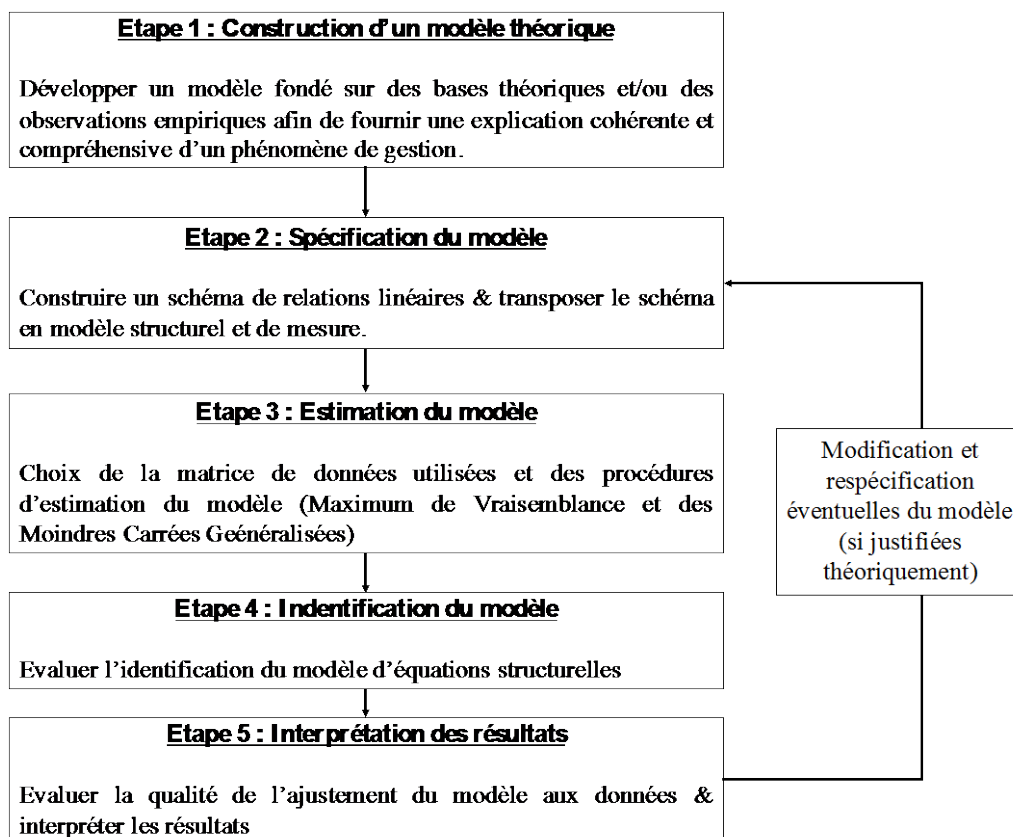 Etape 1 : Construction d'un modèle théorique
Développer un modèle fondé sur des bases théoriques et/ou des
observations empiriques afin de fournir une explication cohérente et
compréhensive d'un phénomène de gestion.
Etape 2 : Spécification du modèle
Construire un schéma de relations linéaires & transposer le schéma
en modèle structurel et de mesure.
Etape 3 : Estimation du modèle
Choix de la matrice de données utilisées et des procédures
d'estimation du modèle (Maximum de Vraisemblance et des
Moindres Carrées Geénéralisées)
Etape 4 : Indentification du modèle
Evaluer l'identification du modèle d'équations structurelles
Etape 5 : Interprétation des résultats
Evaluer la qualité de l'ajustement du modèle aux données &
interpréter les résultats
Modification et
respécification
éventuelles du modèle
(si justifiées
théoriquement)